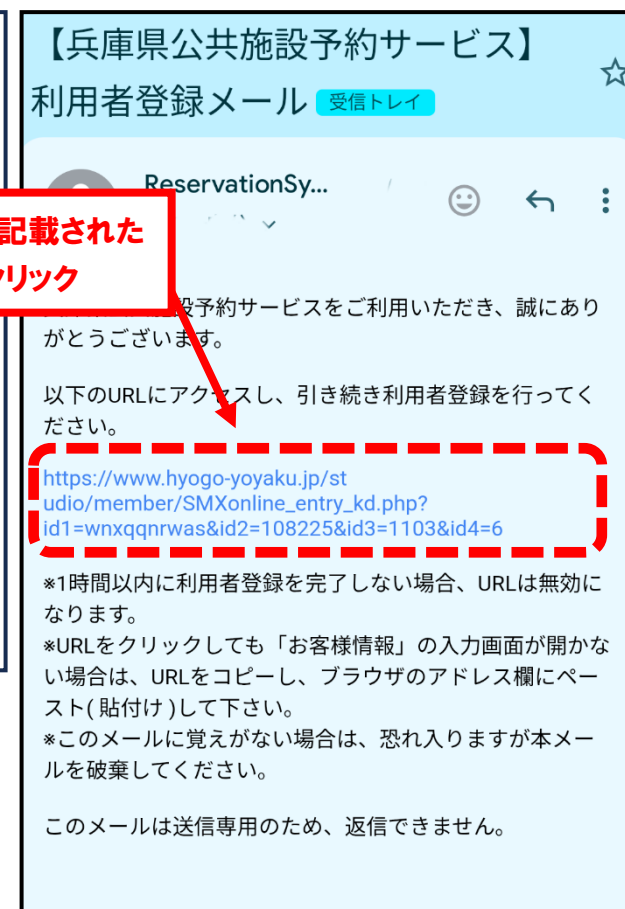 【兵庫県公共施設予約サービス】
利用者登録メール 受信トレイ
ReservationSy...
記載された
リック
設予約サービスをご利用いただき、誠にあり
がとうございます。
以下のURLにアクセスし、引き続き利用者登録を行ってく
ださい。
https://www.hyogo-yoyaku.jp/st
udio/member/SMXonline_entry_kd.php?
id1=wnxqqnrwas&id2=108225&id3=1103&id4=6
*1時間以内に利用者登録を完了しない場合、URLは無効に
なります。
*URLをクリックしても「お客様情報」の入力画面が開かな
い場合は、URLをコピーし、ブラウザのアドレス欄にペー
スト( 貼付け )して下さい。
*このメールに覚えがない場合は、恐れ入りますが本メー
ルを破棄してください。
このメールは送信専用のため、返信できません。